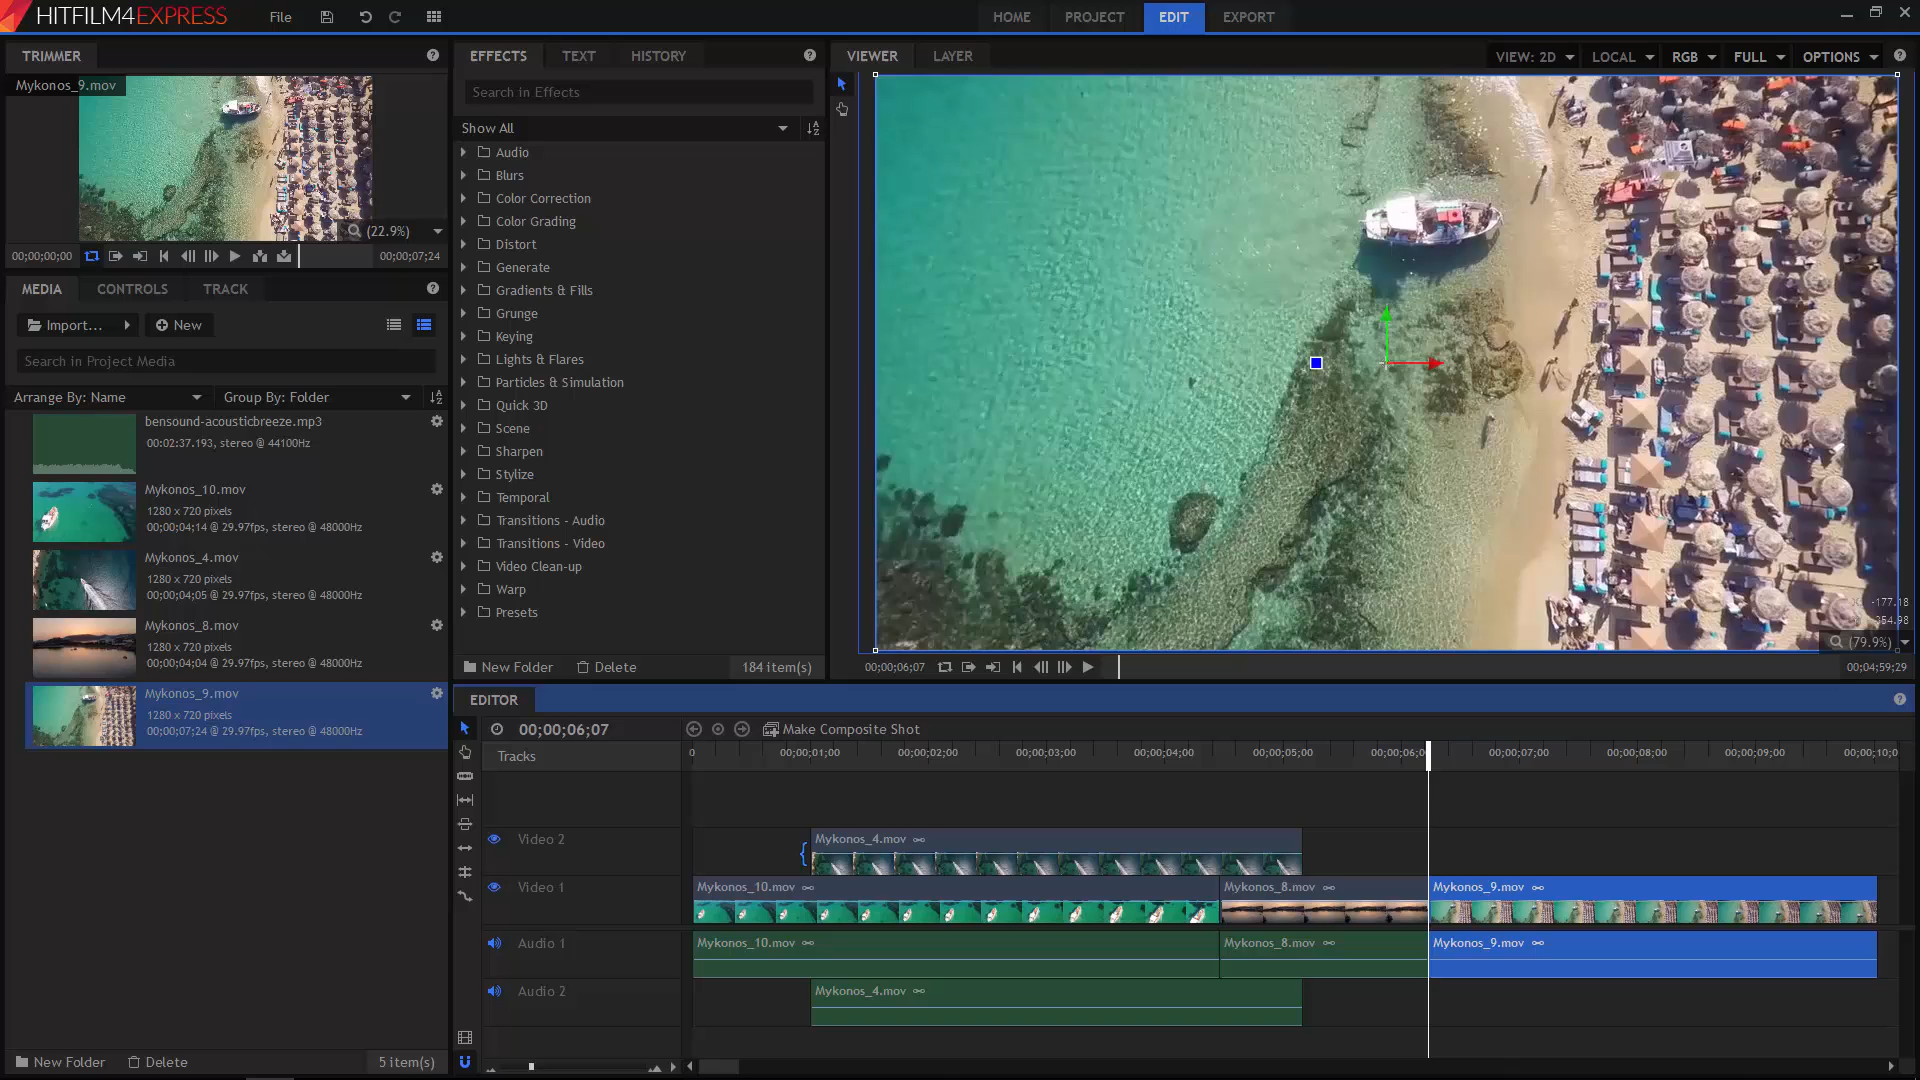 HITFILM4EXPRESS File HOME PROJECT EDIT EXPORT
TRIMMER
Mykonos_9.mov
(22.9%)
00;00;00;00 00;00;07;24
MEDIA CONTROLS TRACK
Import... New
Search in Project Media
Arrange By: Name Group By: Folder
bensound-acousticbreeze.mp3
00:02:37.193, stereo @ 44100Hz
Mykonos_10.mov
1280 x 720 pixels
00;00;04;14 @ 29.97fps, stereo @ 48000Hz
Mykonos_4.mov
1280 x 720 pixels
00;00;04;05 @ 29.97fps, stereo @ 48000Hz
Mykonos_8.mov
1280 x 720 pixels
00;00;04;04 @ 29.97fps, stereo @ 48000Hz
Mykonos_9.mov
1280 x 720 pixels
00;00;07;24 @ 29.97fps, stereo @ 48000Hz
New Folder Delete 5 item(s)
EFFECTS TEXT HISTORY
Search in Effects
Show All
Audio
Blurs
Color Correction
Color Grading
Distort
Generate
Gradients & Fills
Grunge
Keying
Lights & Flares
Particles & Simulation
Quick 3D
Scene
Sharpen
Stylize
Temporal
Transitions - Audio
Transitions - Video
Video Clean-up
Warp
Presets
New Folder Delete 184 item(s)
VIEWER LAYER VIEW: 2D LOCAL RGB FULL OPTIONS
-177.18
(79.9%)
00;00;06;07 00;04;59;29
EDITOR
00;00;06;07 Make Composite Shot
Tracks 0 00;00;01;00 00;00;02;00 00;00;03;00 00;00;04;00 00;00;05;00 00;00;06;0 00;00;07;00 00;00;08;00 00;00;09;00 00;00;10;0
Video 2 Mykonos_4.mov
Video 1 Mykonos_10.mov Mykonos_8.mov Mykonos_9.mov
Audio 1 Mykonos_10.mov Mykonos_8.mov Mykonos_9.mov
Audio 2 Mykonos_4.mov